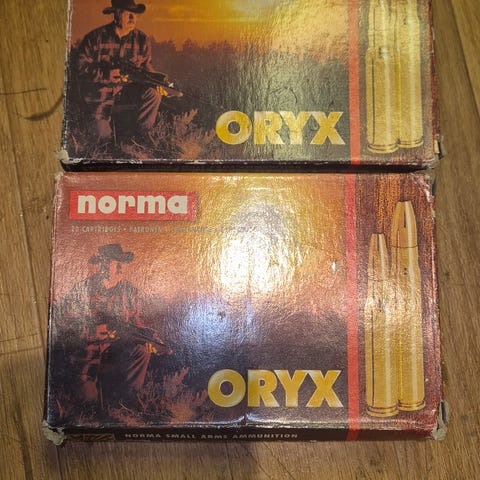 ORYX
norma
20 CARTRIDGES • PATRONEN •
ORYX
NORMA SMALL ARMS AMMUNITION